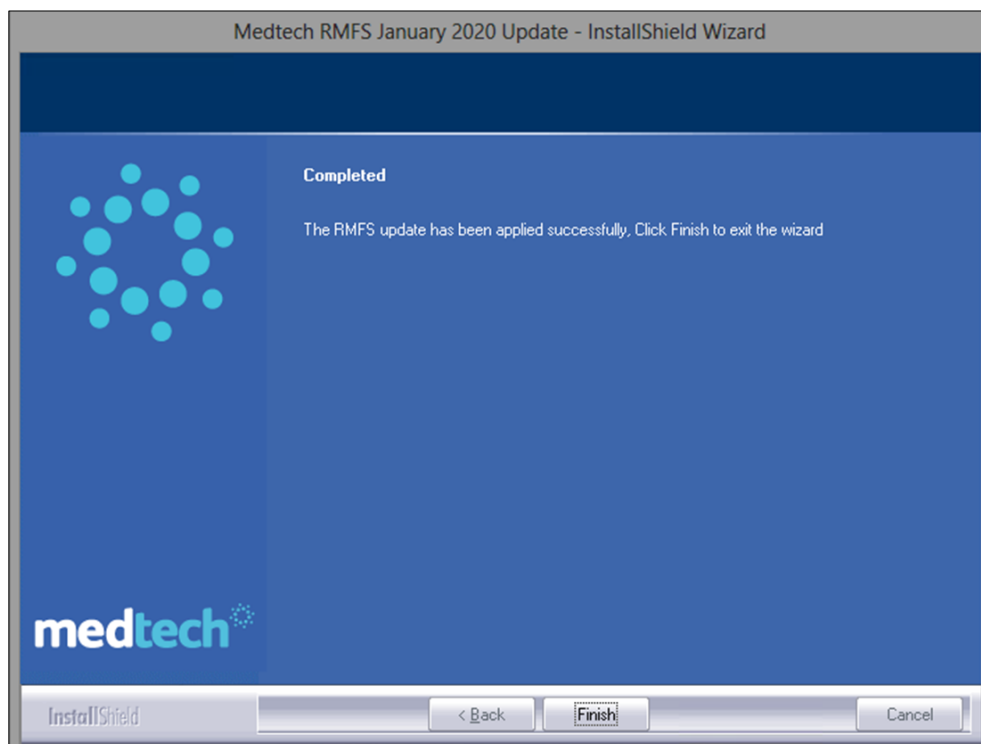 Medtech RMFS January 2020 Update - InstallShield Wizard
Completed
The RMFS update has been applied successfully, Click Finish to exit the wizard
medtech
InstallShield
< Back
Finish
Cancel